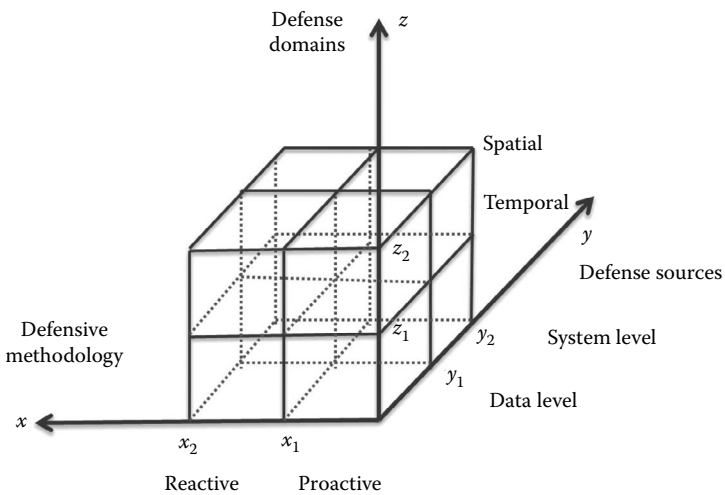 Defense
domains
z
Spatial
Temporal
y
z2
Defense sources
Defensive
methodology
z1
y2
System level
y1
Data level
x
x2
x1
Reactive
Proactive